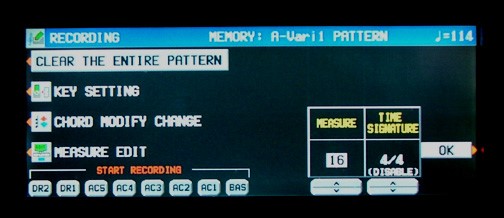 RECORDING MEMORY: A-Vari1 PATTERN ♩=114
CLEAR THE ENTIRE PATTERN
KEY SETTING
CHORD MODIFY CHANGE
MEASURE EDIT
MEASURE
16
TIME
SIGNATURE
4/4
(DISABLE)
OK
START RECORDING
DR2 DR1 AC5 AC4 AC3 AC2 AC1 BAS